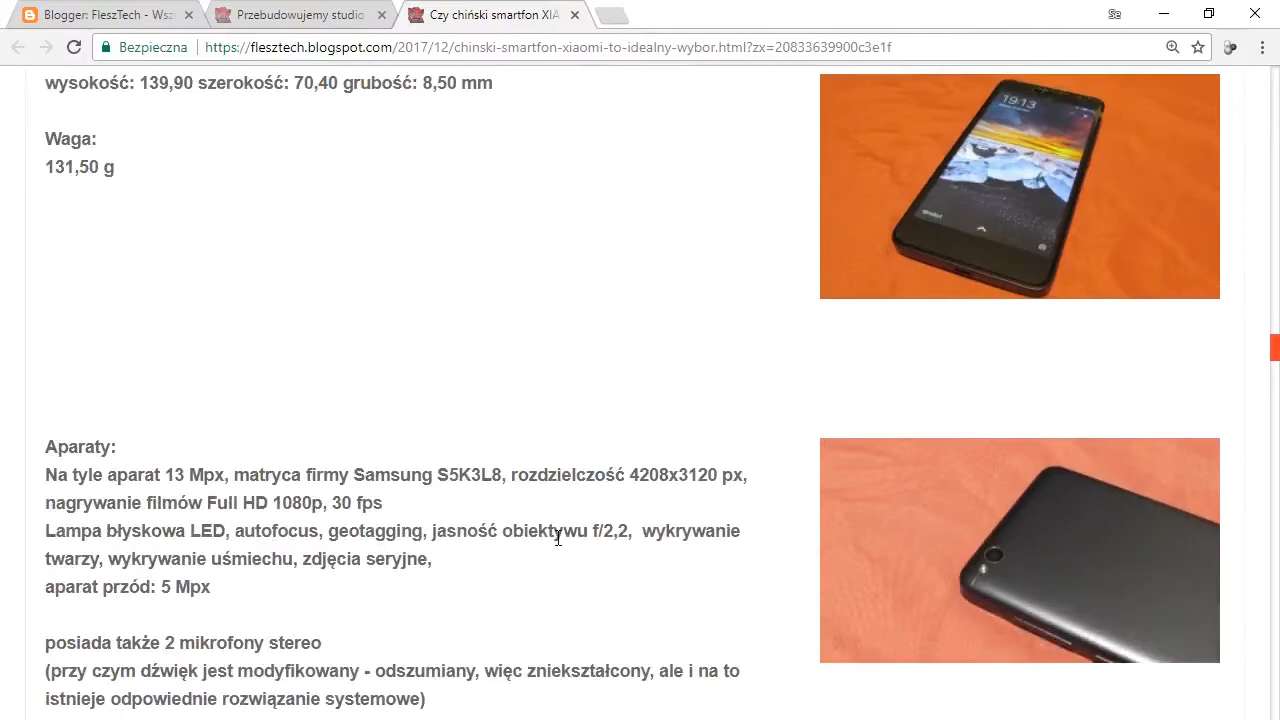 Blogger: FleszTech - Wsz
Przebudowujemy studio
Czy chiński smartfon XIA
Se
Bezpieczna
https://flesztech.blogspot.com/2017/12/chinski-smartfon-xiaomi-to-idealny-wybor.html?zx=20833639900c3e1f
wysokość: 139,90 szerokość: 70,40 grubość: 8,50 mm
Waga:
131,50 g
19:13
Aparaty:
Na tyle aparat 13 Mpx, matryca firmy Samsung S5K3L8, rozdzielczość 4208x3120 px,
nagrywanie filmów Full HD 1080p, 30 fps
Lampa błyskowa LED, autofocus, geotagging, jasność obiektywu f/2,2, wykrywanie
twarzy, wykrywanie uśmiechu, zdjęcia seryjne,
aparat przód: 5 Mpx
posiada także 2 mikrofony stereo
(przy czym dźwięk jest modyfikowany - odszumiany, więc zniekształcony, ale i na to
istnieje odpowiednie rozwiązanie systemowe)